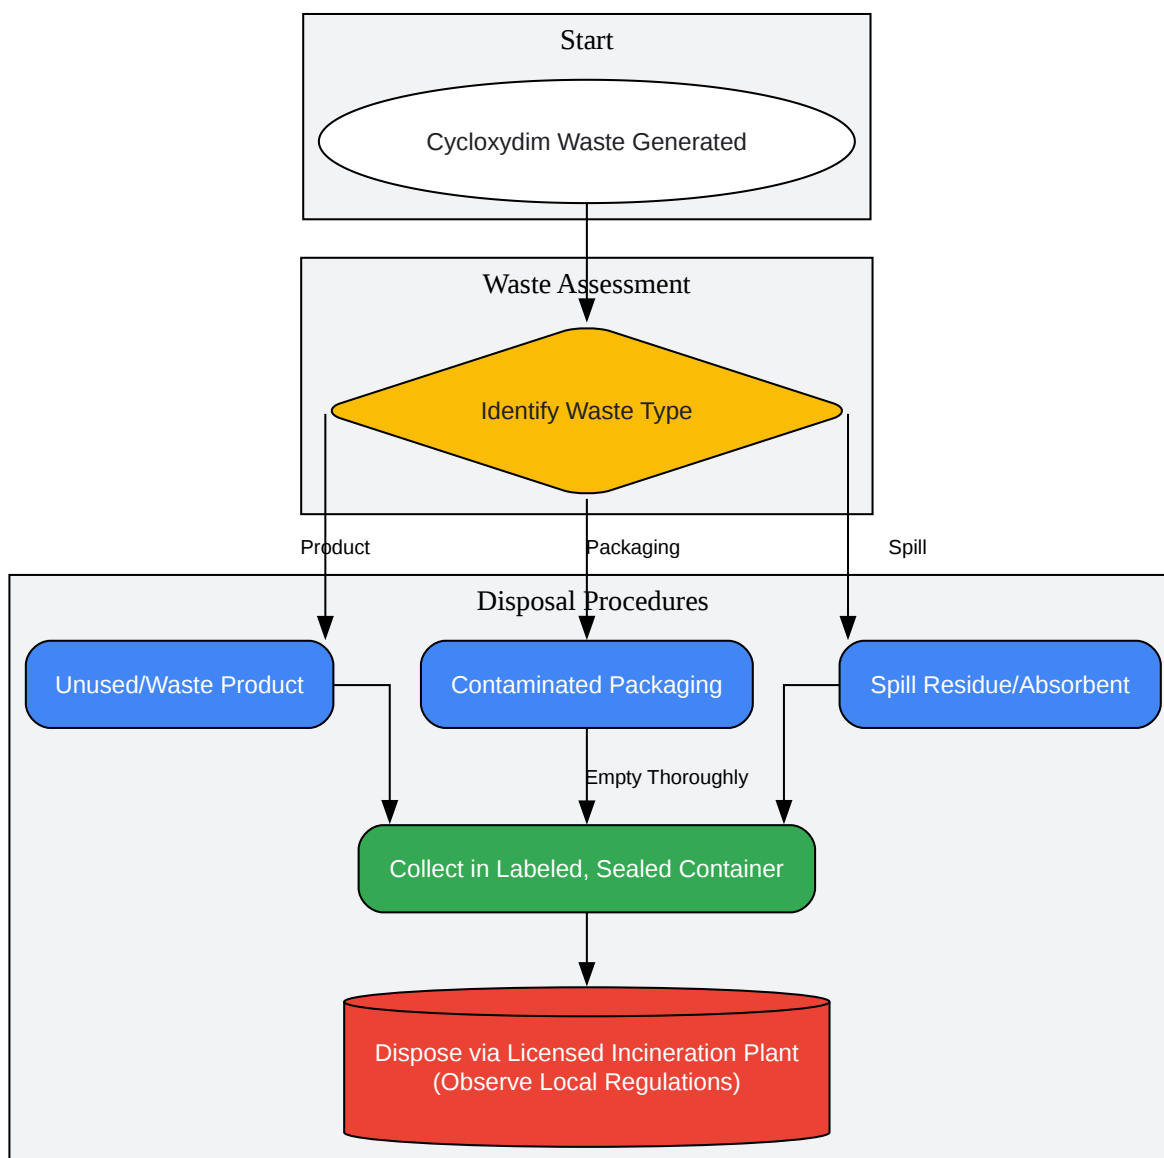 Start
Cycloxydim Waste Generated
Waste Assessment
Identify Waste Type
Product
Packaging
Spill
Disposal Procedures
Unused/Waste Product
Contaminated Packaging
Spill Residue/Absorbent
Empty Thoroughly
Collect in Labeled, Sealed Container
Dispose via Licensed Incineration Plant
(Observe Local Regulations)